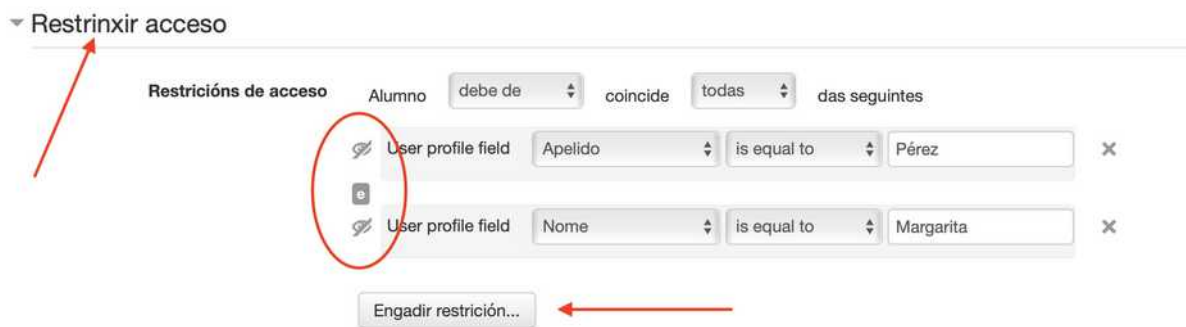 Restrinxir acceso
Restricións de acceso Alumno debe de coincide todas das seguintes
User profile field Apelido is equal to Pérez
e
User profile field Nome is equal to Margarita
Engadir restrición...